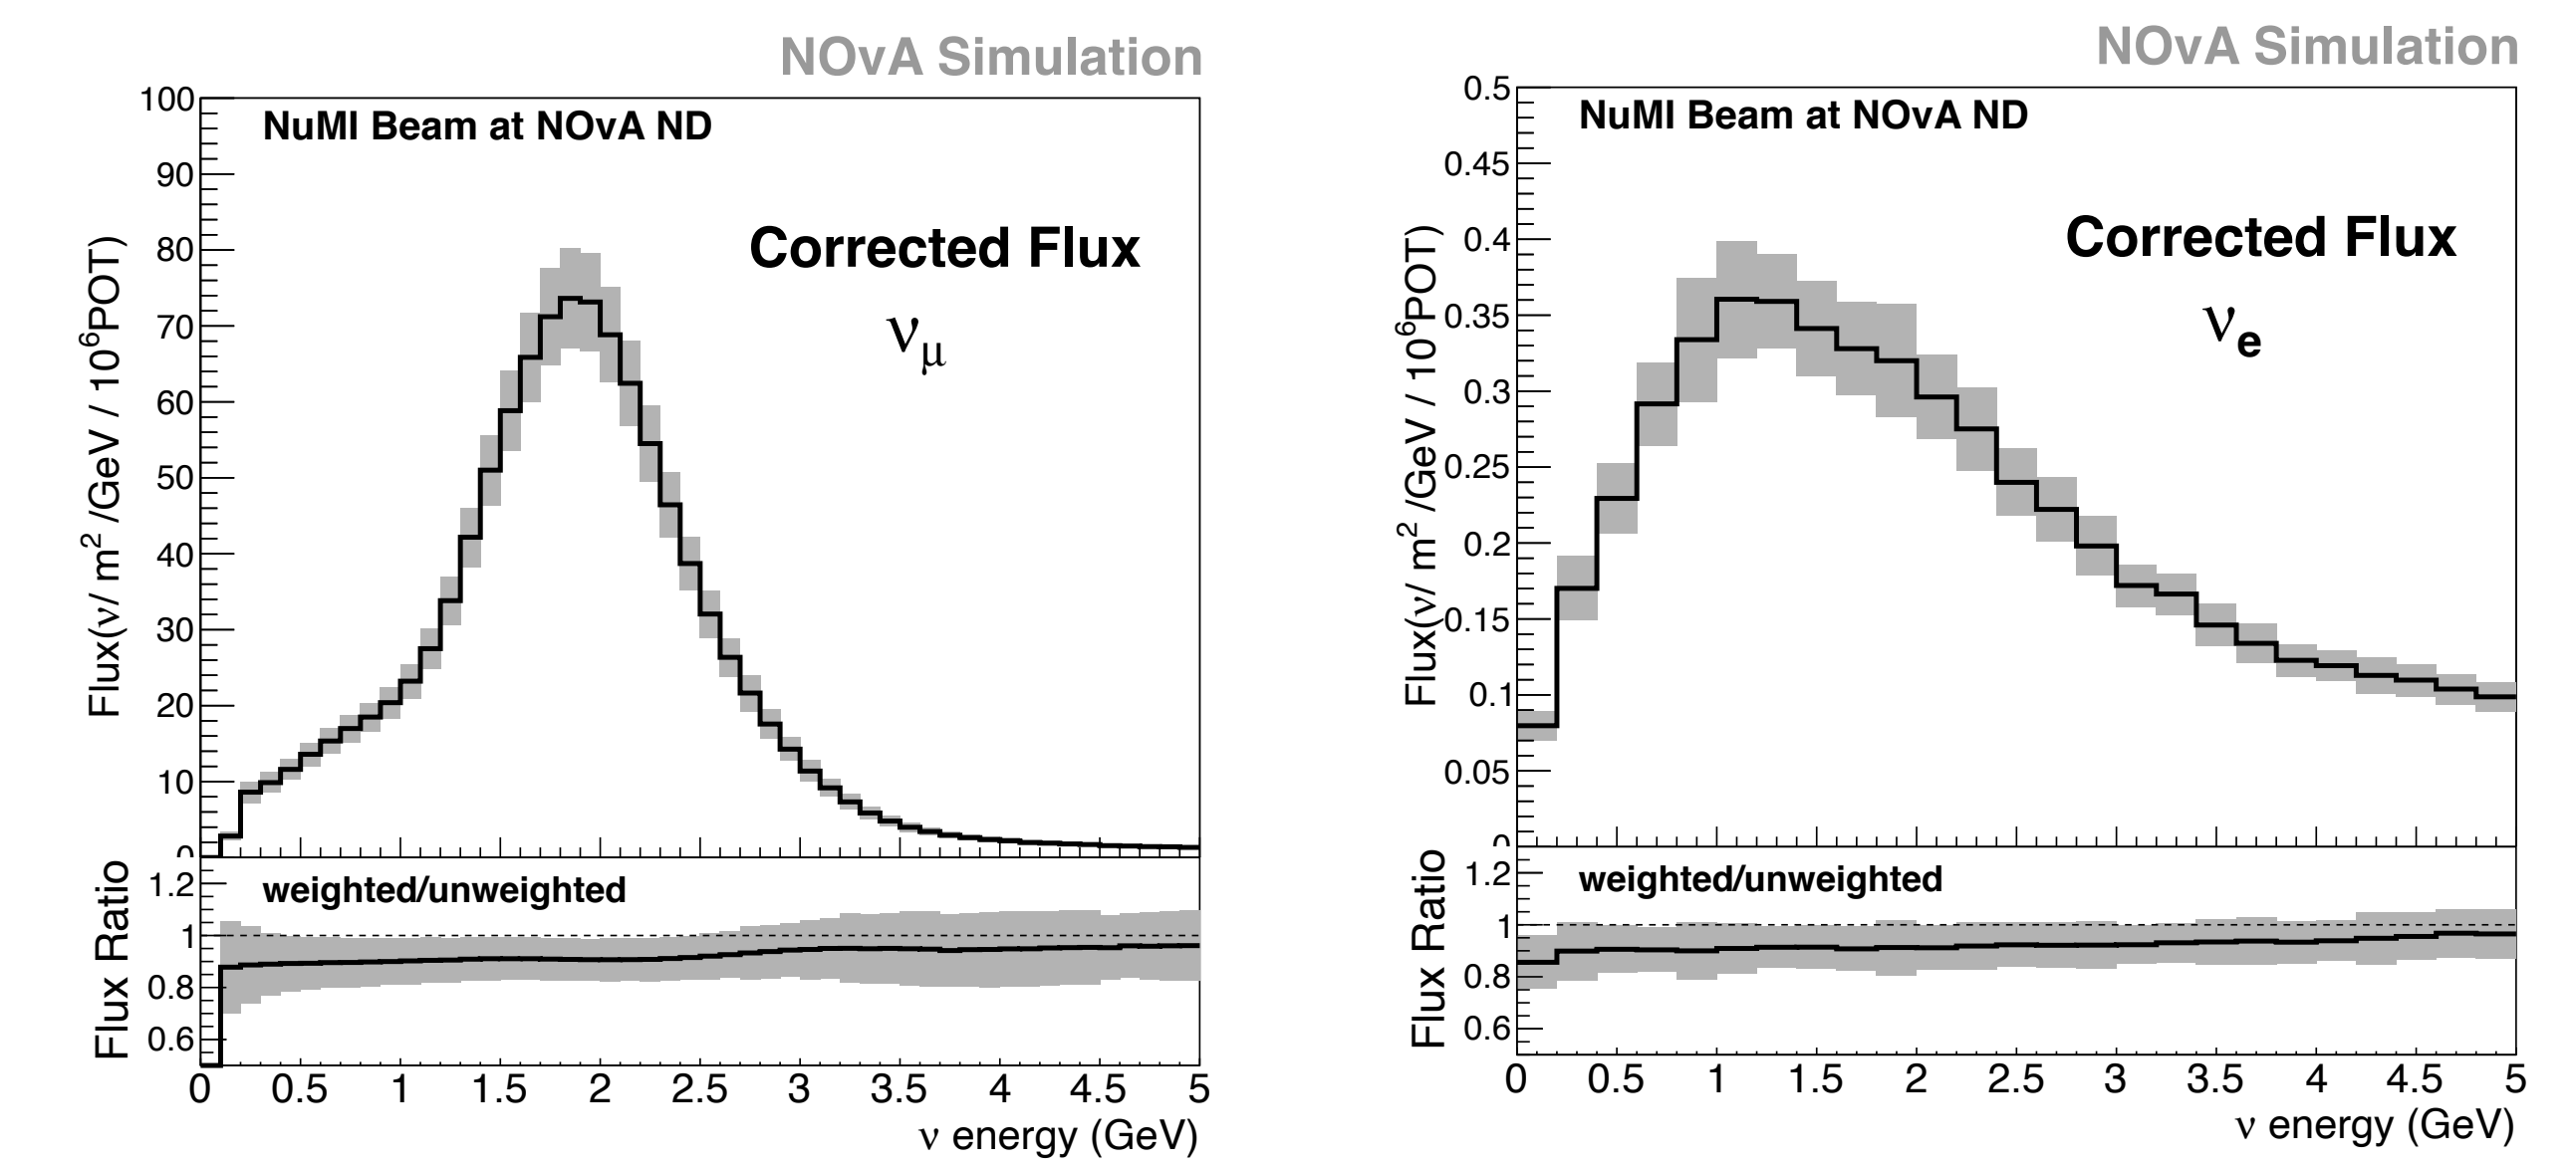 NOvA Simulation
NuMI Beam at NOvA ND
Corrected Flux
νμ
Flux(ν/ m² /GeV / 10⁶POT)
100
90
80
70
60
50
40
30
20
10
0
weighted/unweighted
Flux Ratio
1.2
1
0.8
0.6
0 0.5 1 1.5 2 2.5 3 3.5 4 4.5 5
ν energy (GeV)
NOvA Simulation
NuMI Beam at NOvA ND
Corrected Flux
νe
Flux(ν/ m² /GeV / 10⁶POT)
0.5
0.45
0.4
0.35
0.3
0.25
0.2
0.15
0.1
0.05
0
weighted/unweighted
Flux Ratio
1.2
1
0.8
0.6
0 0.5 1 1.5 2 2.5 3 3.5 4 4.5 5
ν energy (GeV)